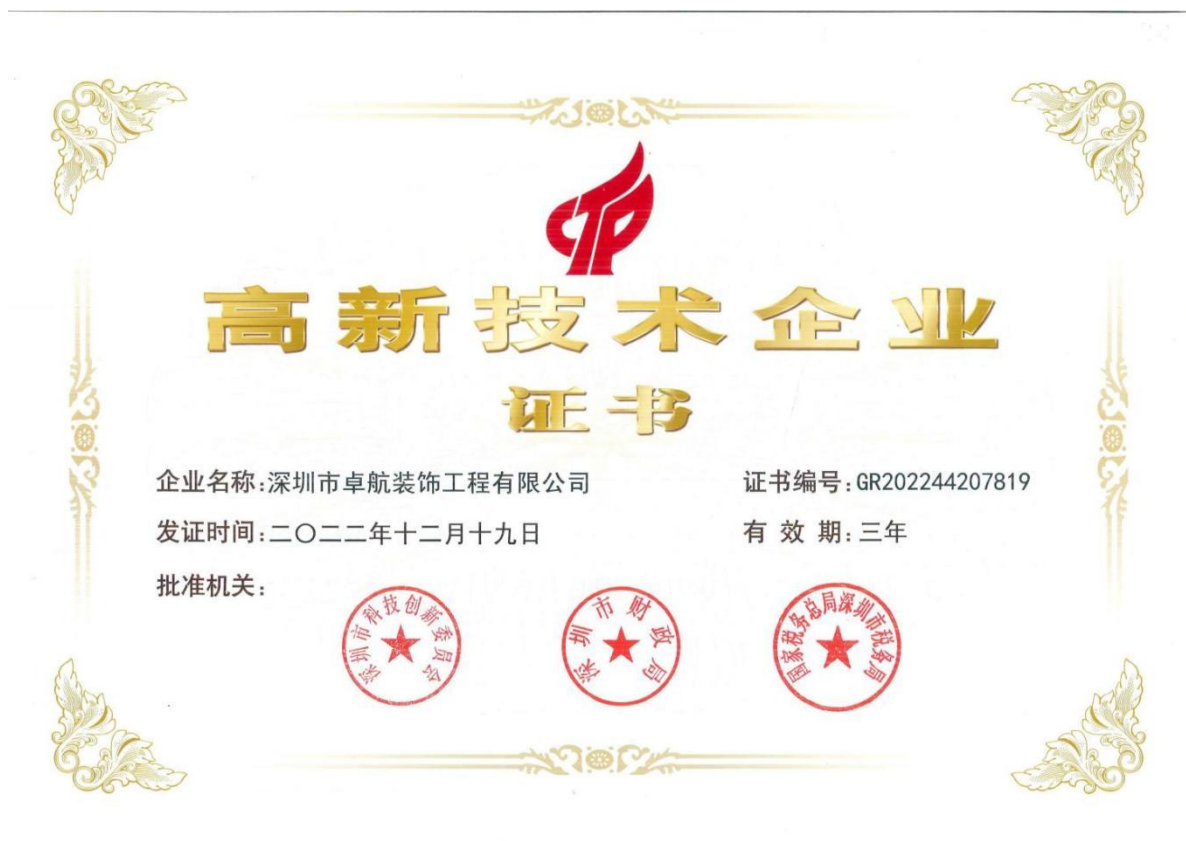 高新技术企业
证书
企业名称:深圳市卓航装饰工程有限公司
证书编号:GR202244207819
发证时间:二〇二二年十二月十九日
有效期:三年
批准机关:
深圳市科技创新委员会
深圳市财政局
国家税务总局深圳市税务局